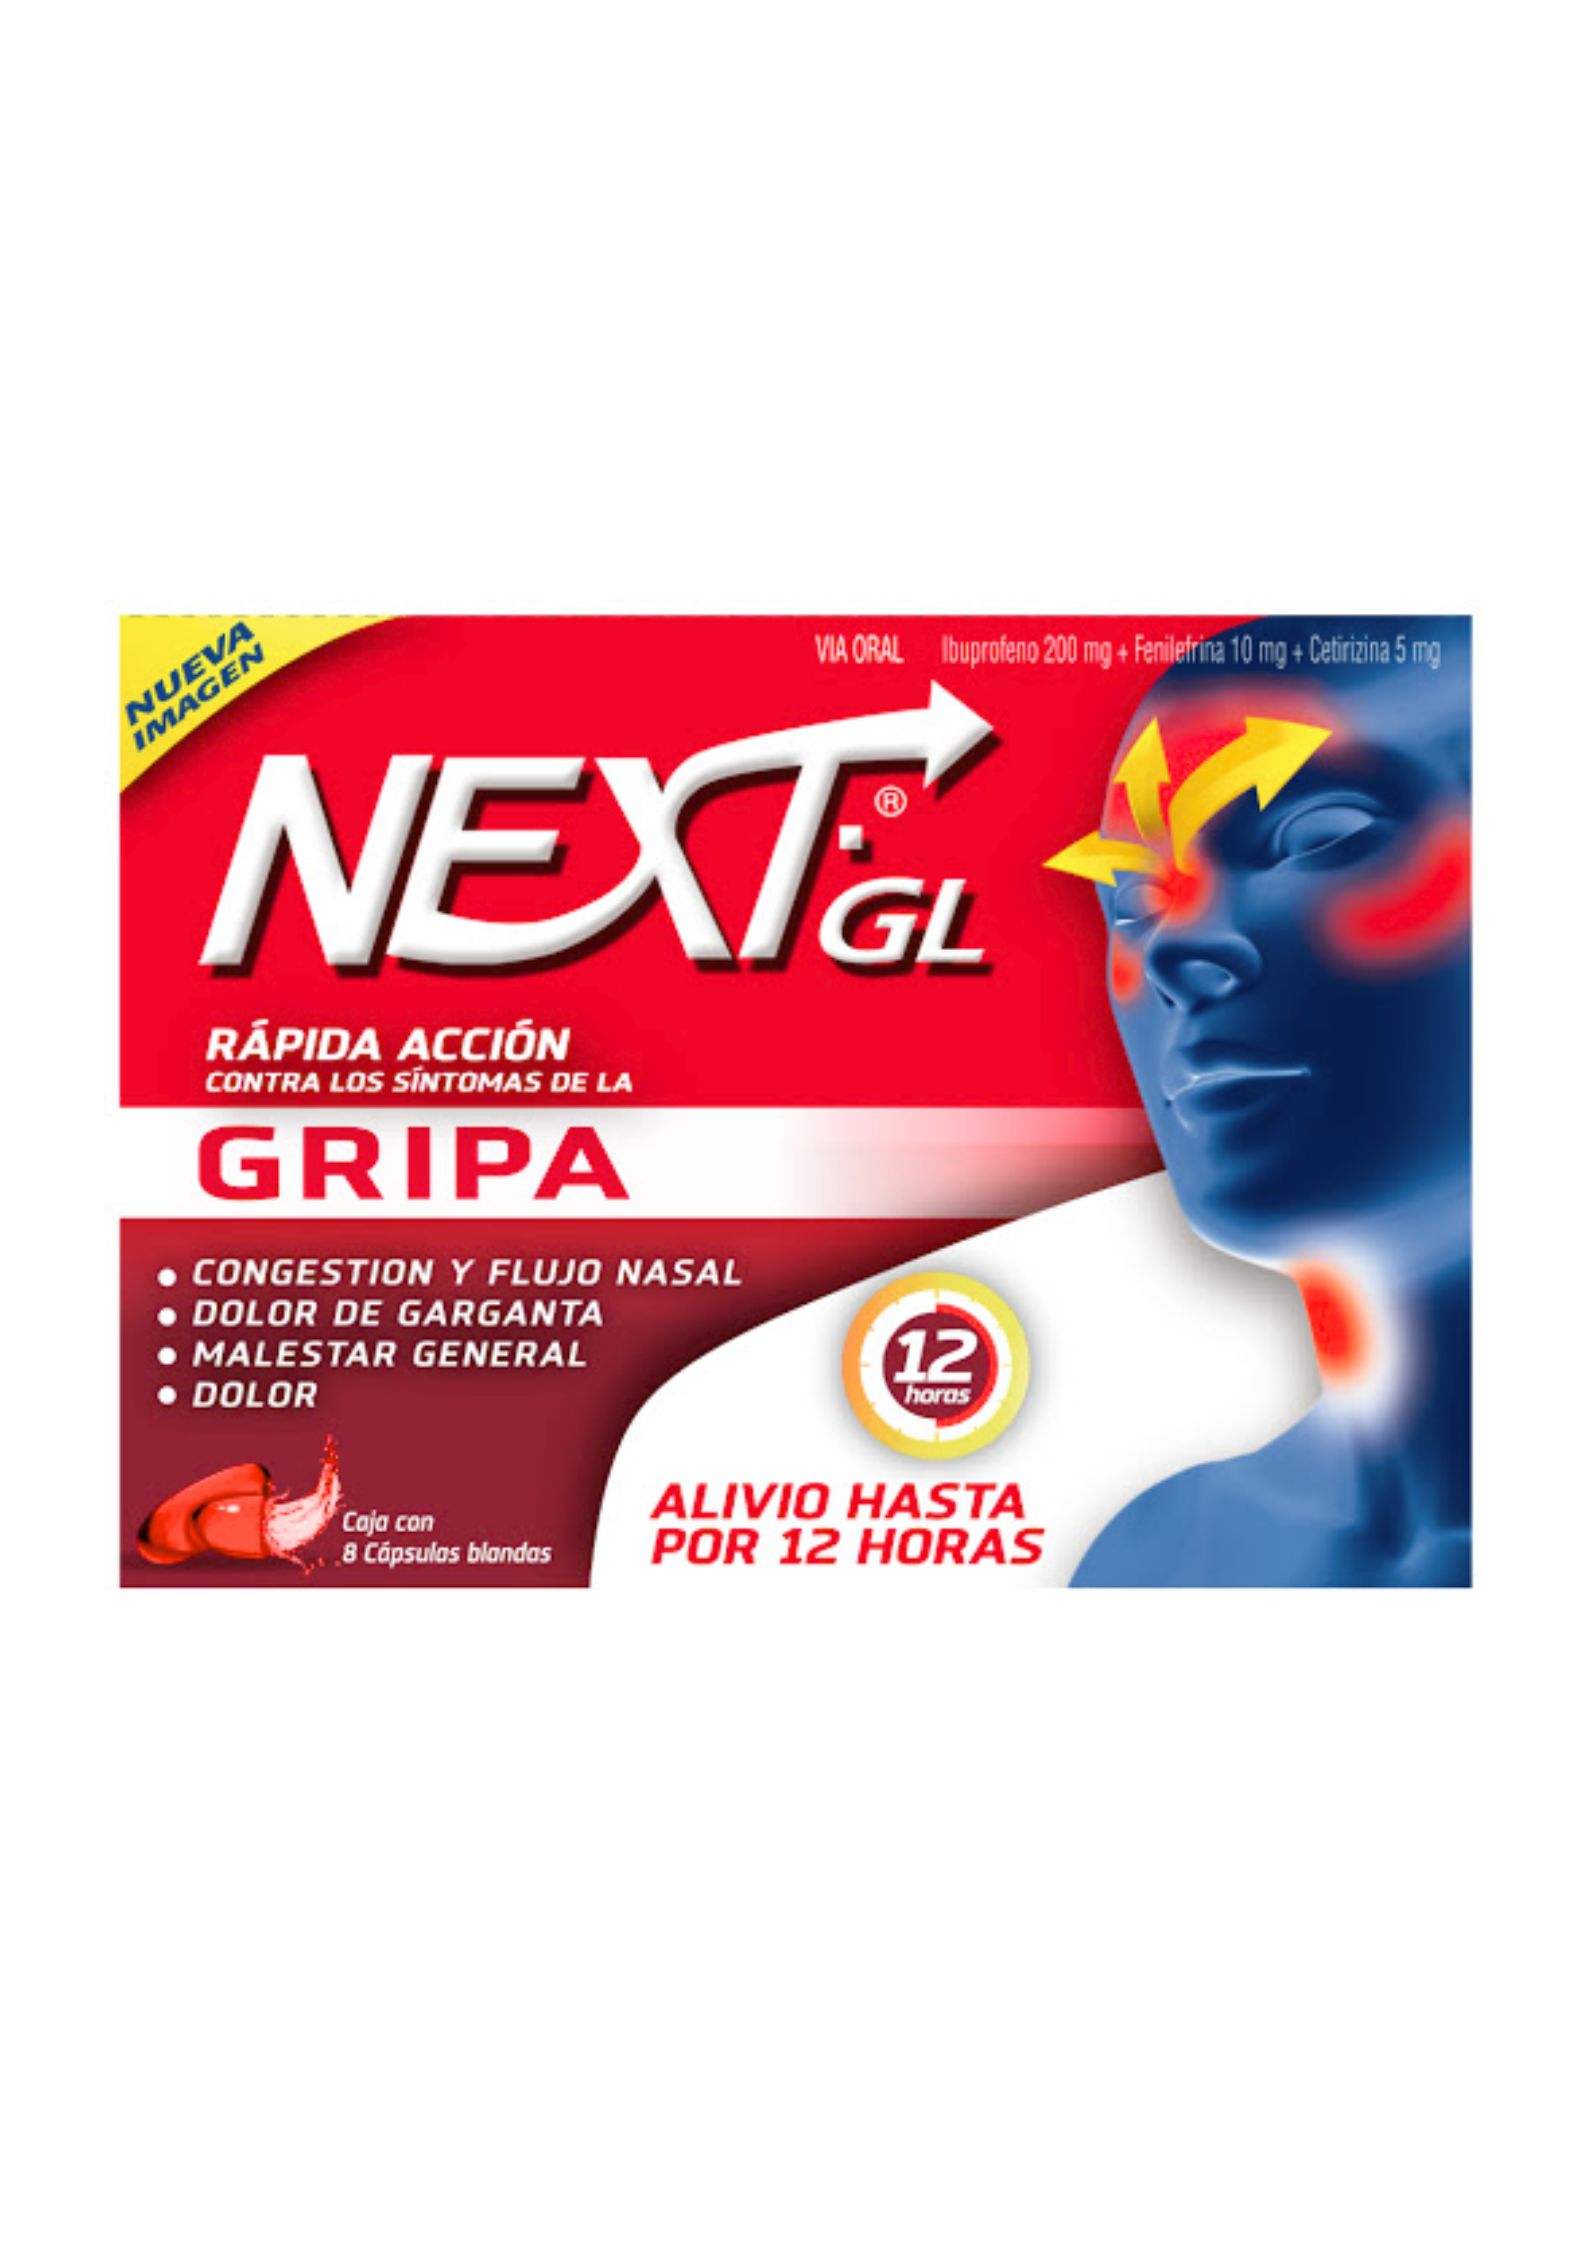 NUEVA
IMAGEN
VIA ORAL Ibuprofeno 200 mg + Fenilefrina 10 mg + Cetirizina 5 mg
NEXT®
GL
RÁPIDA ACCIÓN
CONTRA LOS SÍNTOMAS DE LA
GRIPA
• CONGESTION Y FLUJO NASAL
• DOLOR DE GARGANTA
• MALESTAR GENERAL
• DOLOR
12
horas
Caja con
8 Cápsulas blandas
ALIVIO HASTA
POR 12 HORAS